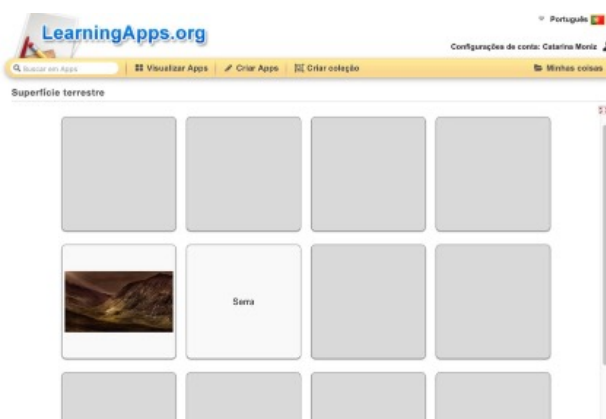 Português
LearningApps.org
Configurações de conta: Catarina Moniz
Buscar em Apps
Visualizar Apps
Criar Apps
Criar coleção
Minhas coisas
Superfície terrestre
Serra